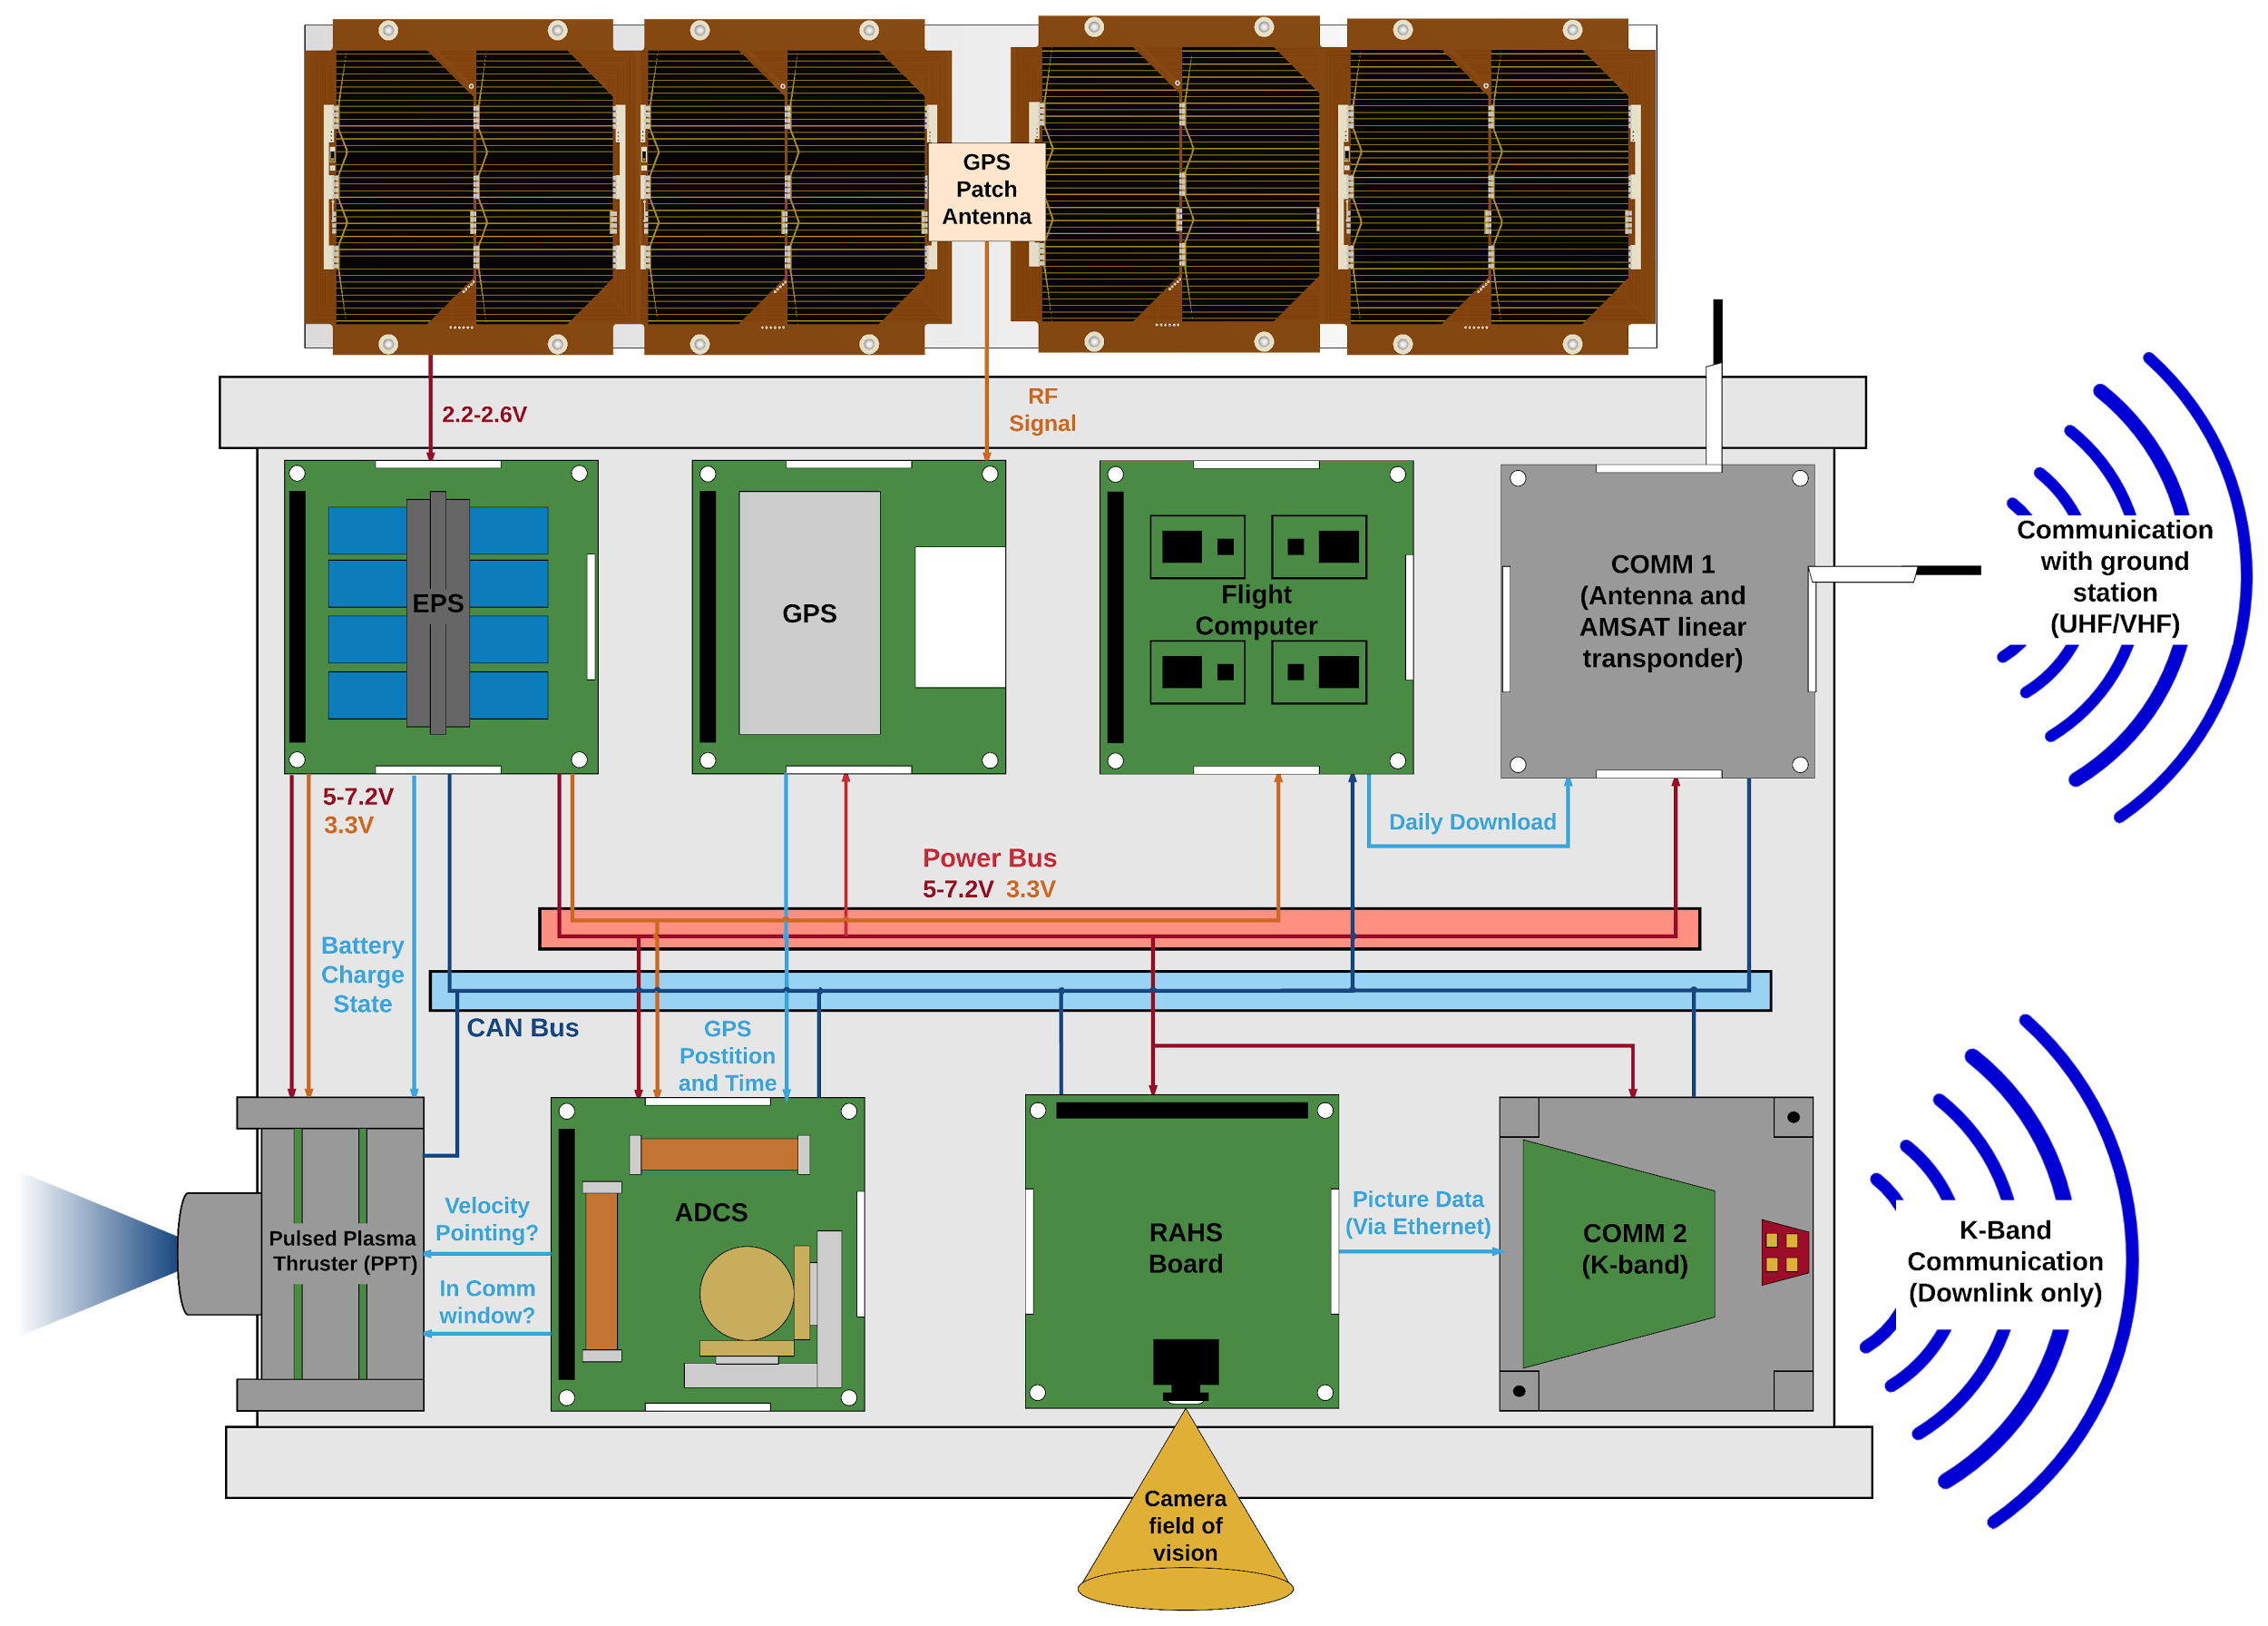 GPS
Patch
Antenna
2.2-2.6V
RF
Signal
EPS
GPS
Flight
Computer
COMM 1
(Antenna and
AMSAT linear
transponder)
Communication
with ground
station
(UHF/VHF)
5-7.2V
3.3V
Daily Download
Power Bus
5-7.2V 3.3V
Battery
Charge
State
CAN Bus
GPS
Postition
and Time
Velocity
Pointing?
In Comm
window?
Pulsed Plasma
Thruster (PPT)
ADCS
RAHS
Board
Picture Data
(Via Ethernet)
COMM 2
(K-band)
K-Band
Communication
(Downlink only)
Camera
field of
vision